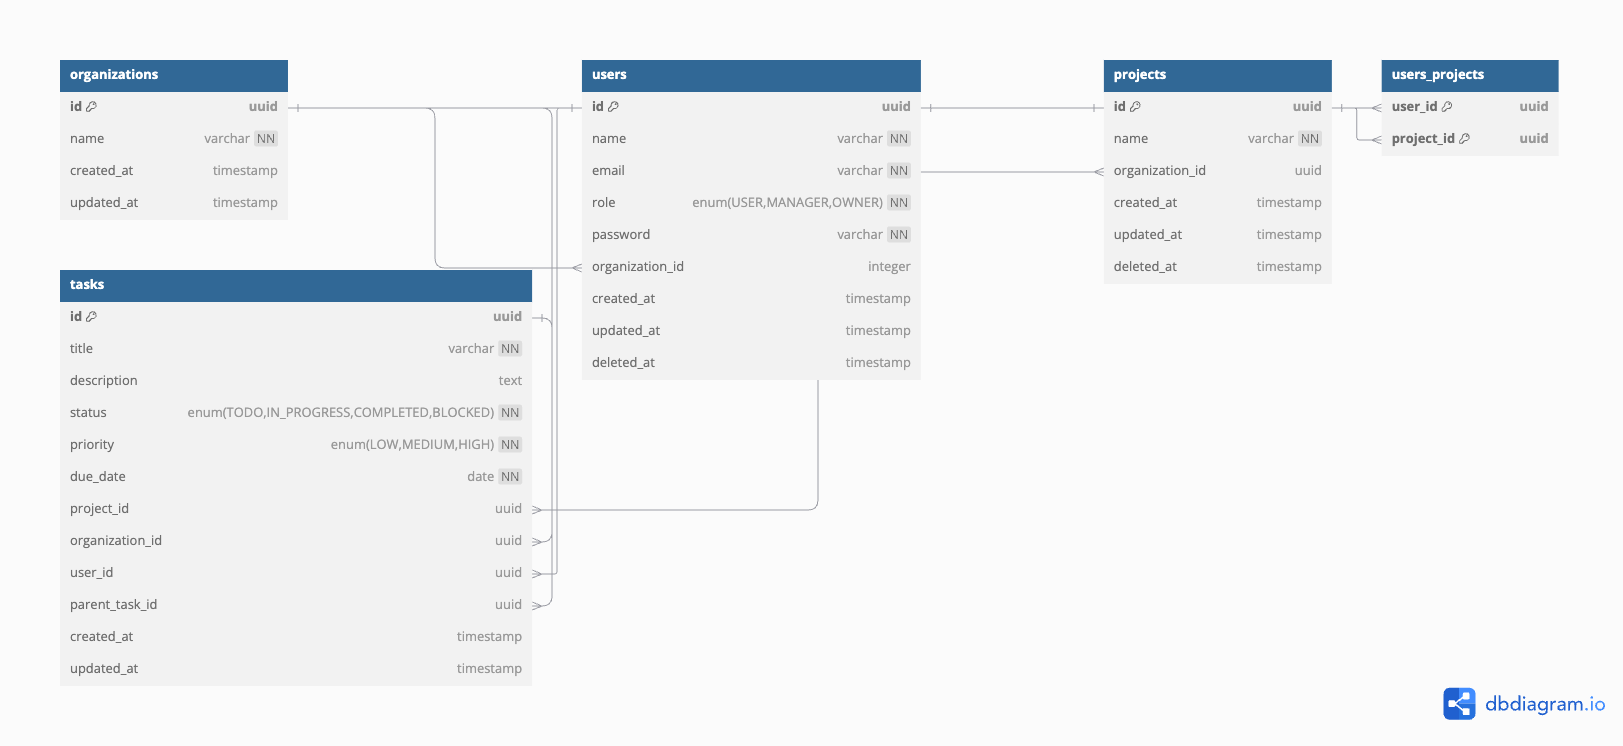 organizations
id uuid
name varchar NN
created_at timestamp
updated_at timestamp
users
id uuid
name varchar NN
email varchar NN
role enum(USER,MANAGER,OWNER) NN
password varchar NN
organization_id integer
created_at timestamp
updated_at timestamp
deleted_at timestamp
projects
id uuid
name varchar NN
organization_id uuid
created_at timestamp
updated_at timestamp
deleted_at timestamp
users_projects
user_id uuid
project_id uuid
tasks
id uuid
title varchar NN
description text
status enum(TODO,IN_PROGRESS,COMPLETED,BLOCKED) NN
priority enum(LOW,MEDIUM,HIGH) NN
due_date date NN
project_id uuid
organization_id uuid
user_id uuid
parent_task_id uuid
created_at timestamp
updated_at timestamp
dbdiagram.io